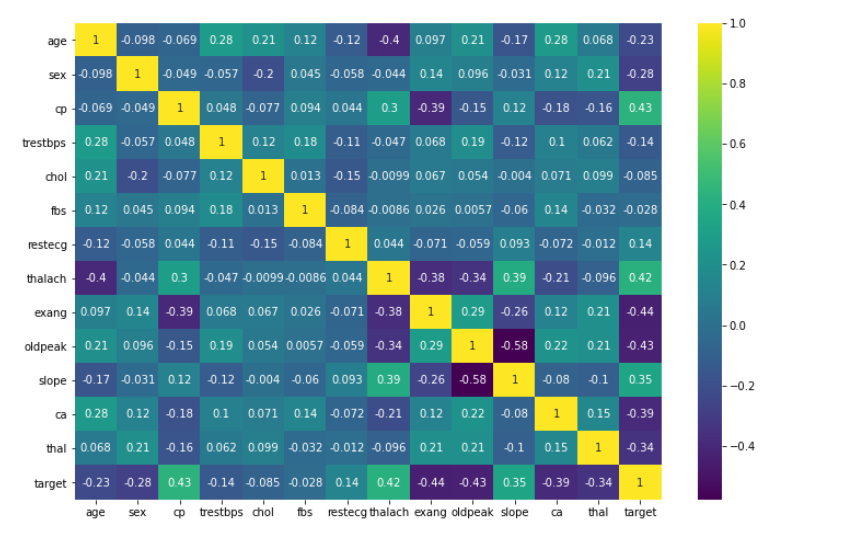 age 1 -0.098 -0.069 0.28 0.21 0.12 -0.12 -0.4 0.097 0.21 -0.17 0.28 0.068 -0.23
sex -0.098 1 -0.049 -0.057 -0.2 0.045 -0.058 -0.044 0.14 0.096 -0.031 0.12 0.21 -0.28
cp -0.069 -0.049 1 0.048 -0.077 0.094 0.044 0.3 -0.39 -0.15 0.12 -0.18 -0.16 0.43
trestbps 0.28 -0.057 0.048 1 0.12 0.18 -0.11 -0.047 0.068 0.19 -0.12 0.1 0.062 -0.14
chol 0.21 -0.2 -0.077 0.12 1 0.013 -0.15 -0.0099 0.067 0.054 -0.004 0.071 0.099 -0.085
fbs 0.12 0.045 0.094 0.18 0.013 1 -0.084 -0.0086 0.026 0.0057 -0.06 0.14 -0.032 -0.028
restecg -0.12 -0.058 0.044 -0.11 -0.15 -0.084 1 0.044 -0.071 -0.059 0.093 -0.072 -0.012 0.14
thalach -0.4 -0.044 0.3 -0.047 -0.0099 -0.0086 0.044 1 -0.38 -0.34 0.39 -0.21 -0.096 0.42
exang 0.097 0.14 -0.39 0.068 0.067 0.026 -0.071 -0.38 1 0.29 -0.26 0.12 0.21 -0.44
oldpeak 0.21 0.096 -0.15 0.19 0.054 0.0057 -0.059 -0.34 0.29 1 -0.58 0.22 0.21 -0.43
slope -0.17 -0.031 0.12 -0.12 -0.004 -0.06 0.093 0.39 -0.26 -0.58 1 -0.08 -0.1 0.35
ca 0.28 0.12 -0.18 0.1 0.071 0.14 -0.072 -0.21 0.12 0.22 -0.08 1 0.15 -0.39
thal 0.068 0.21 -0.16 0.062 0.099 -0.032 -0.012 -0.096 0.21 0.21 -0.1 0.15 1 -0.34
target -0.23 -0.28 0.43 -0.14 -0.085 -0.028 0.14 0.42 -0.44 -0.43 0.35 -0.39 -0.34 1
age sex cp trestbps chol fbs restecg thalach exang oldpeak slope ca thal target
1.0
0.8
0.6
0.4
0.2
0.0
−0.2
−0.4